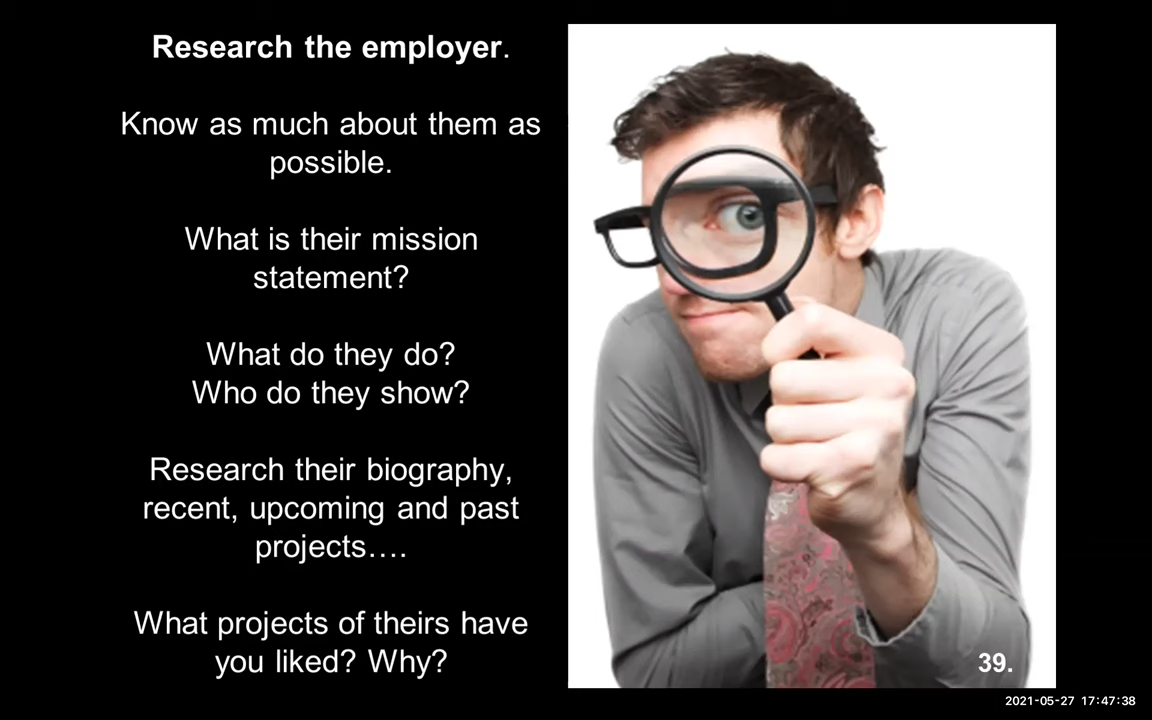 Research the employer.
Know as much about them as
possible.
What is their mission
statement?
What do they do?
Who do they show?
Research their biography,
recent, upcoming and past
projects….
What projects of theirs have
you liked? Why?
39.
2021-05-27 17:47:38